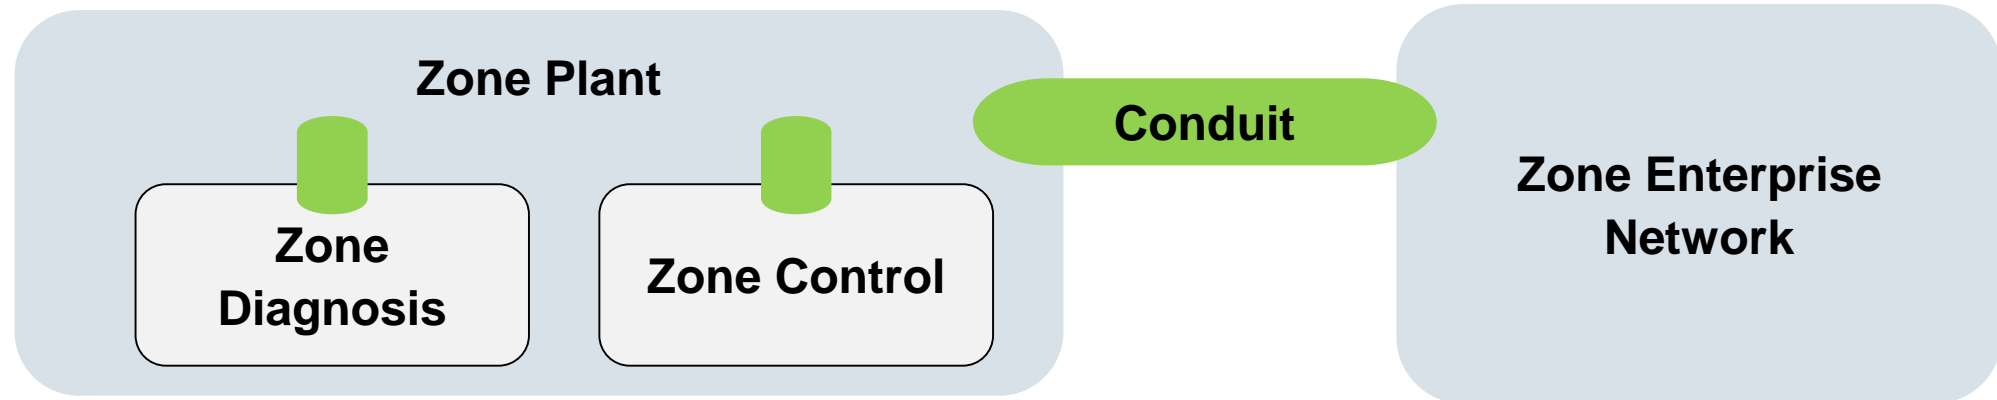 Zone Plant
Conduit
Zone Enterprise
Network
Zone
Diagnosis
Zone Control